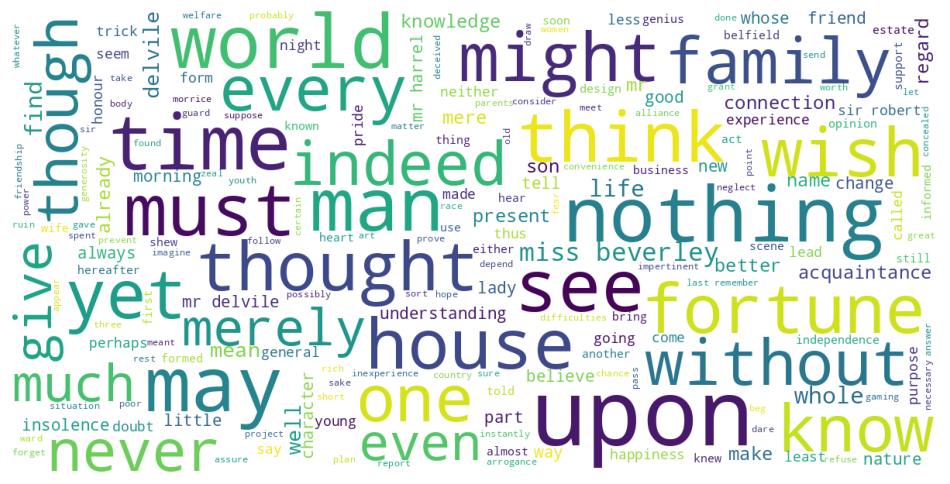 whatever
welfare
probably
soon
genius
done
whose
friend
trick
world
night
might
less
women
belfield
send
estate
though
delvile
knowledge
draw
deceived
family
support
regard
seem
form
mr harrel
neither
parents
consider
design
mr
grant
worth
let
find
honour
take
every
pride
mere
meet
good
connection
sir robert
body
morrice
guard
suppose
known
matter
thing
old
alliance
experience
opinion
concealed
sir
time
indeed
think
act
wish
friendship
power
generosity
already
found
zeal
morning
youth
son
business
new
point
informed
ruin
wife
must
man
made
hear
convenience
tell
life
name
change
called
great
spent
gave
certain
race
use
present
fear
nothing
neglect
give
prevent
shew
follow
heart
art
prove
thus
either
miss beverley
scene
still
always
imagine
thought
depend
lady
see
impertinent
better
lead
acquaintance
hereafter
yet
mr delvile
possibly
sort
hope
last remember
fortune
appear
three
first
merely
understanding
difficulties
bring
perhaps
rest
formed
meant
house
going
come
independence
mean
general
another
without
purpose
necessary answer
much
may
inexperience
country
sure
believe
chance
pass
situation
poor
rich
sake
short
one
told
whole
gaming
insolence
doubt
little
well
character
young
part
upon
beg
dare
know
ward
forget
never
project
say
assure
plan
even
report
instantly
almost
arrogance
way
happiness
knew
make
least
refuse
nature